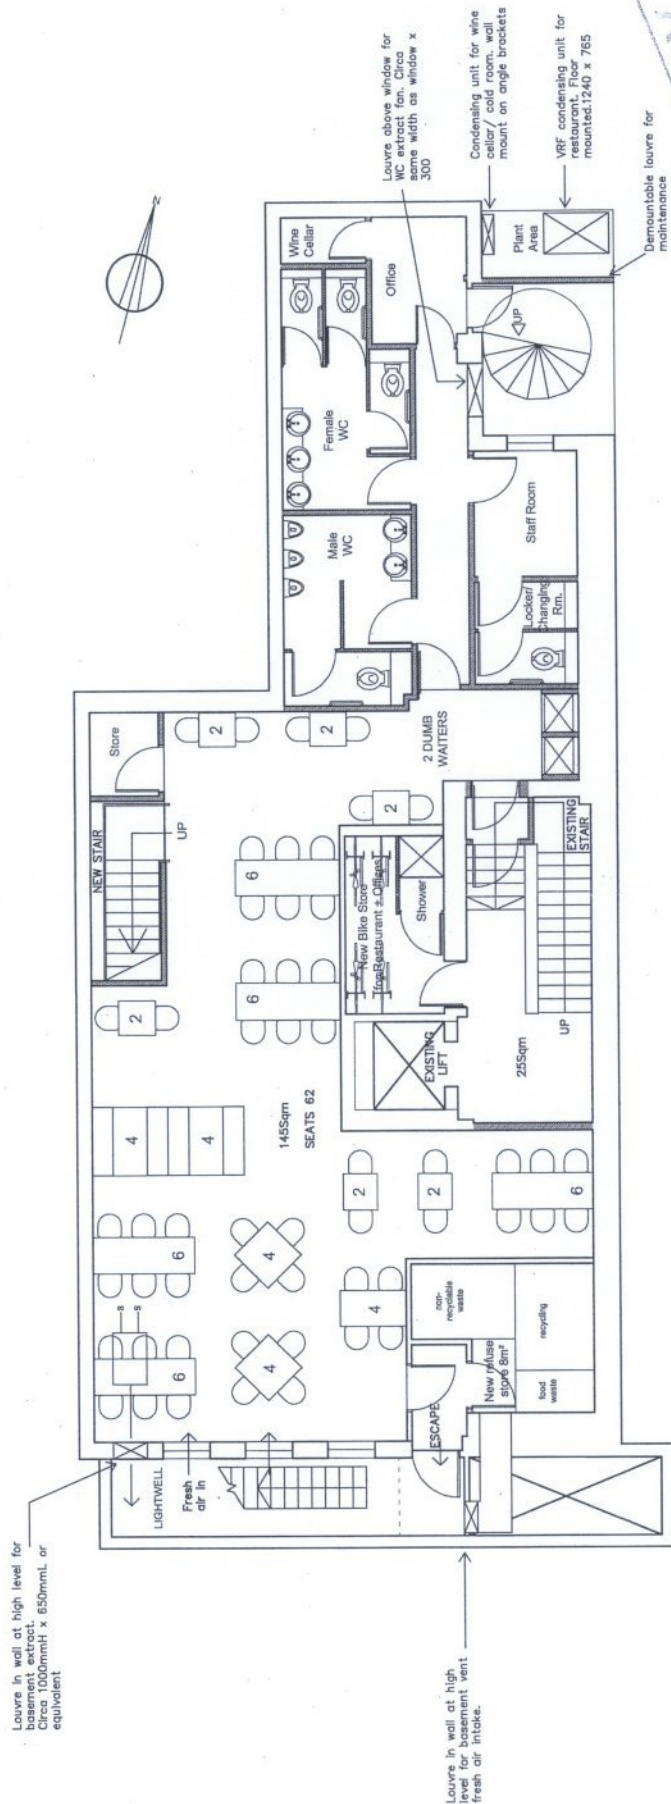 Louvre in wall at high level for
basement extract.
Circa 1000mmH x 650mmL or
equivalent
Louvre in wall at high
level for basement vent
fresh air intake.
LIGHTWELL
Fresh
air in
ESCAPE
New refuse
store 8m²
non-
recyclable
waste
recycling
food
waste
s
s
6
6
4
4
4
4
4
2
2
2
6
145Sqm
SEATS 62
6
6
NEW STAIR
UP
Store
2
2
2
EXISTING
LIFT
New Bike Store
for Restaurant + Offices
Shower
25Sqm
UP
EXISTING
STAIR
2 DUMB
WAITERS
Male
WC
Female
WC
Wine
Cellar
Office
Locker/
Changing
Rm.
Staff Room
UP
Plant
Area
Louvre above window for
WC extract fan. Circa
same width as window x
300
Condensing unit for wine
cellar/ cold room. wall
mount on angle brackets
VRF condensing unit for
restaurant. Floor
mounted.1240 x 765
Demountable louvre for
maintenance
N